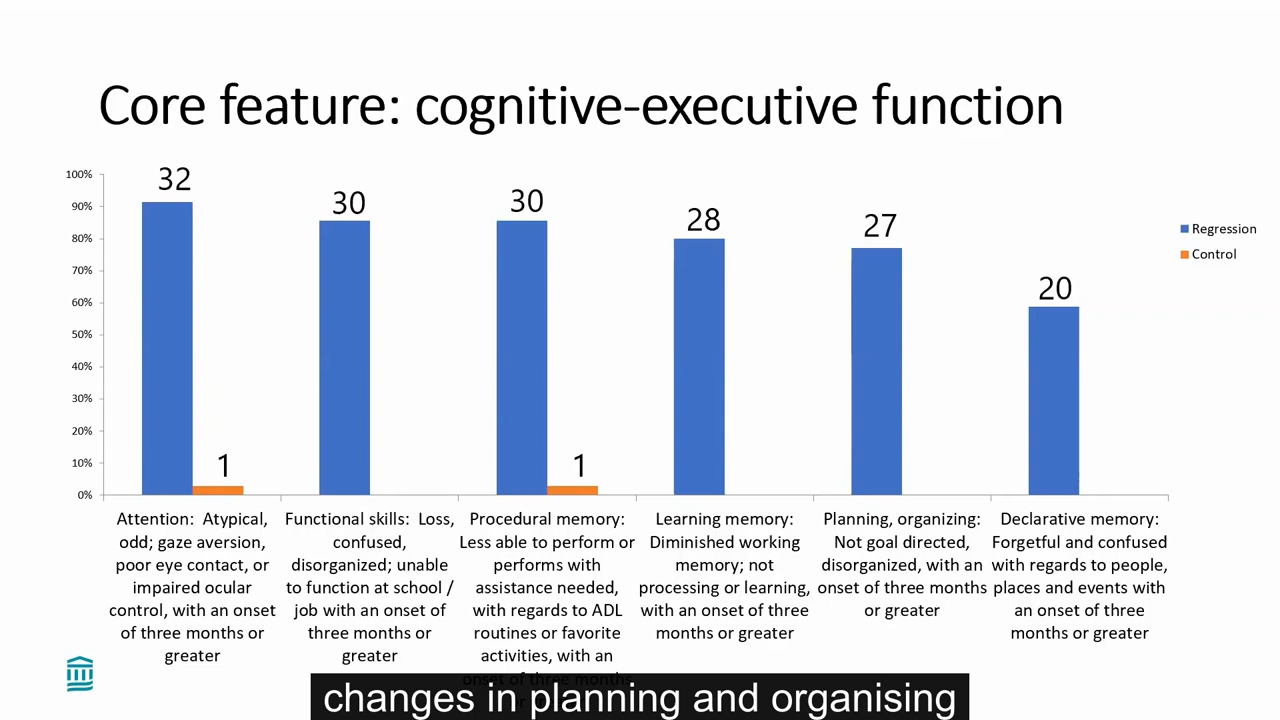 Core feature: cognitive-executive function
100%
90%
80%
70%
60%
50%
40%
30%
20%
10%
0%
32
1
30
30
1
28
27
20
Regression
Control
Attention: Atypical,
odd; gaze aversion,
poor eye contact, or
impaired ocular
control, with an onset
of three months or
greater
Functional skills: Loss,
confused,
disorganized; unable
to function at school /
job with an onset of
three months or
greater
Procedural memory:
Less able to perform or
performs with
assistance needed,
with regards to ADL
routines or favorite
activities, with an
onset of three months
Learning memory:
Diminished working
memory; not
processing or learning,
with an onset of three
months or greater
Planning, organizing:
Not goal directed,
disorganized, with an
onset of three months
or greater
Declarative memory:
Forgetful and confused
with regards to people,
places and events with
an onset of three
months or greater
changes in planning and organising